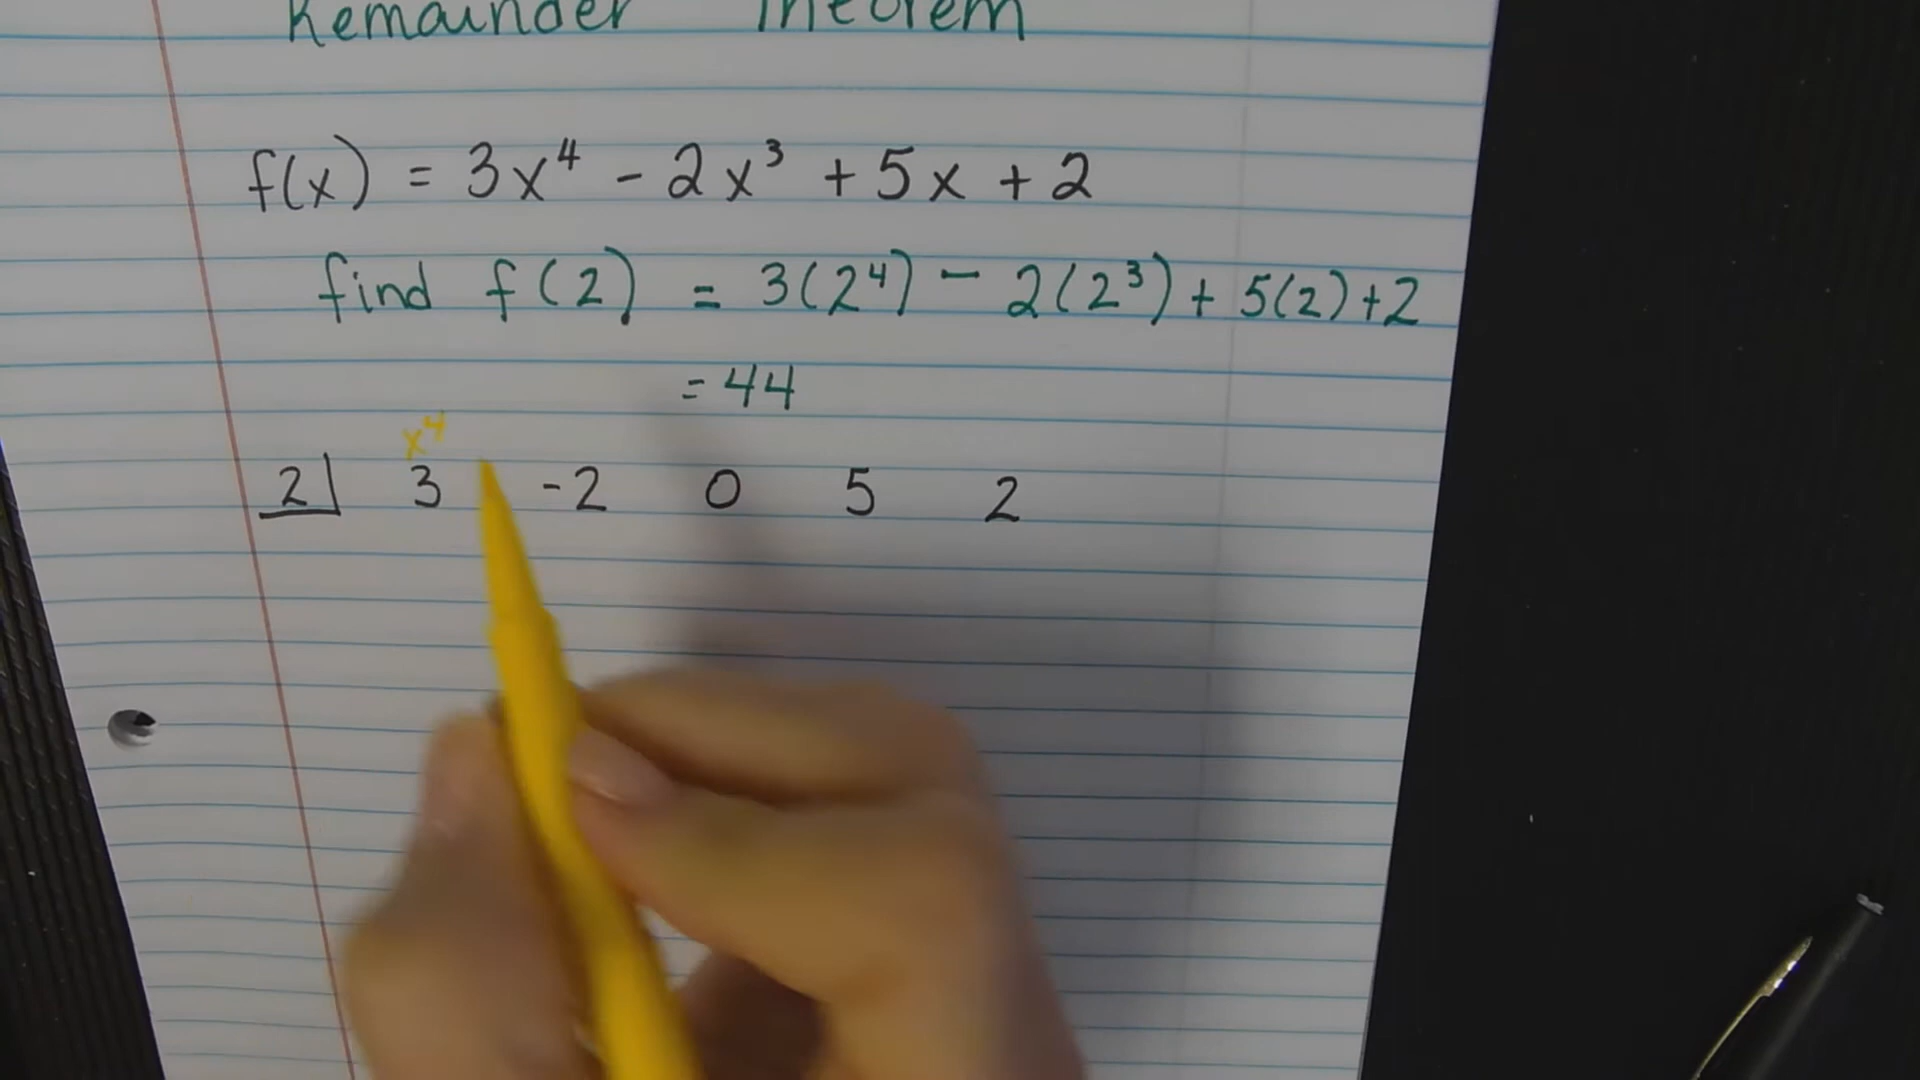 Remainder Theorem
f(x) = 3x⁴ - 2x³ + 5x + 2
find f(2) = 3(2⁴) - 2(2³) + 5(2) + 2
= 44
x⁴
2| 3 -2 0 5 2